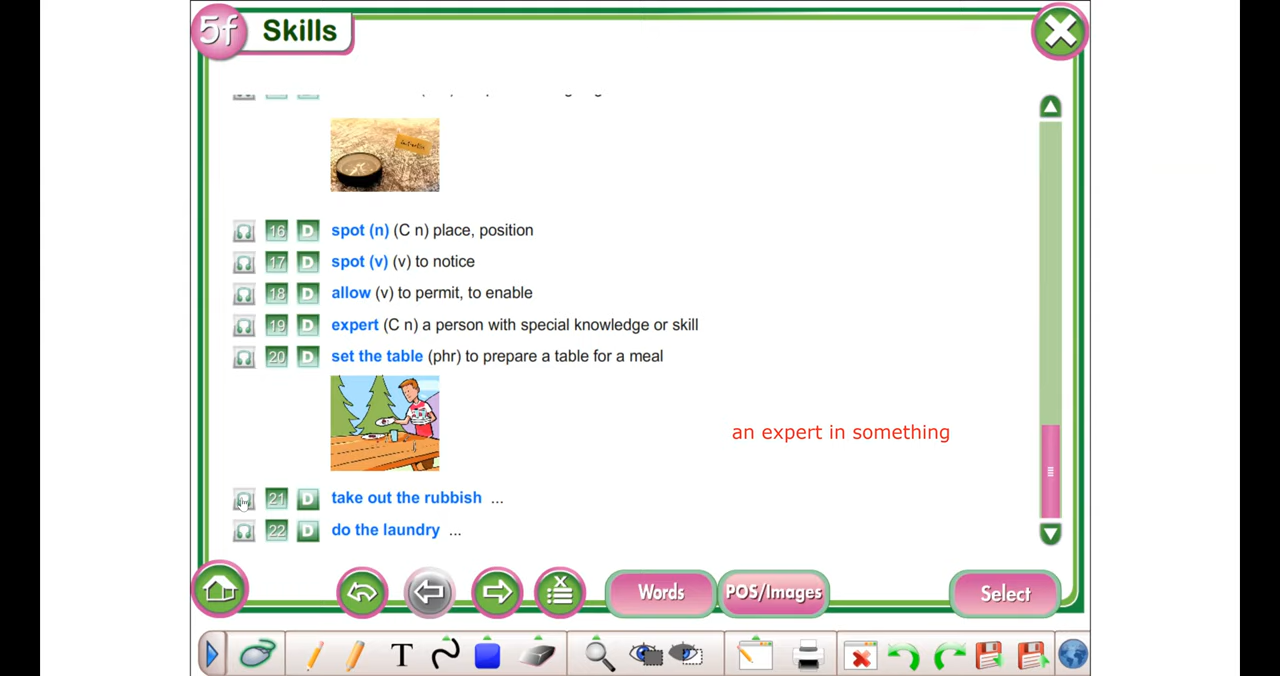 5f Skills
16 D spot (n) (C n) place, position
17 D spot (v) (v) to notice
18 D allow (v) to permit, to enable
19 D expert (C n) a person with special knowledge or skill
20 D set the table (phr) to prepare a table for a meal
an expert in something
21 D take out the rubbish ...
22 D do the laundry ...
X Words POS/Images Select
T